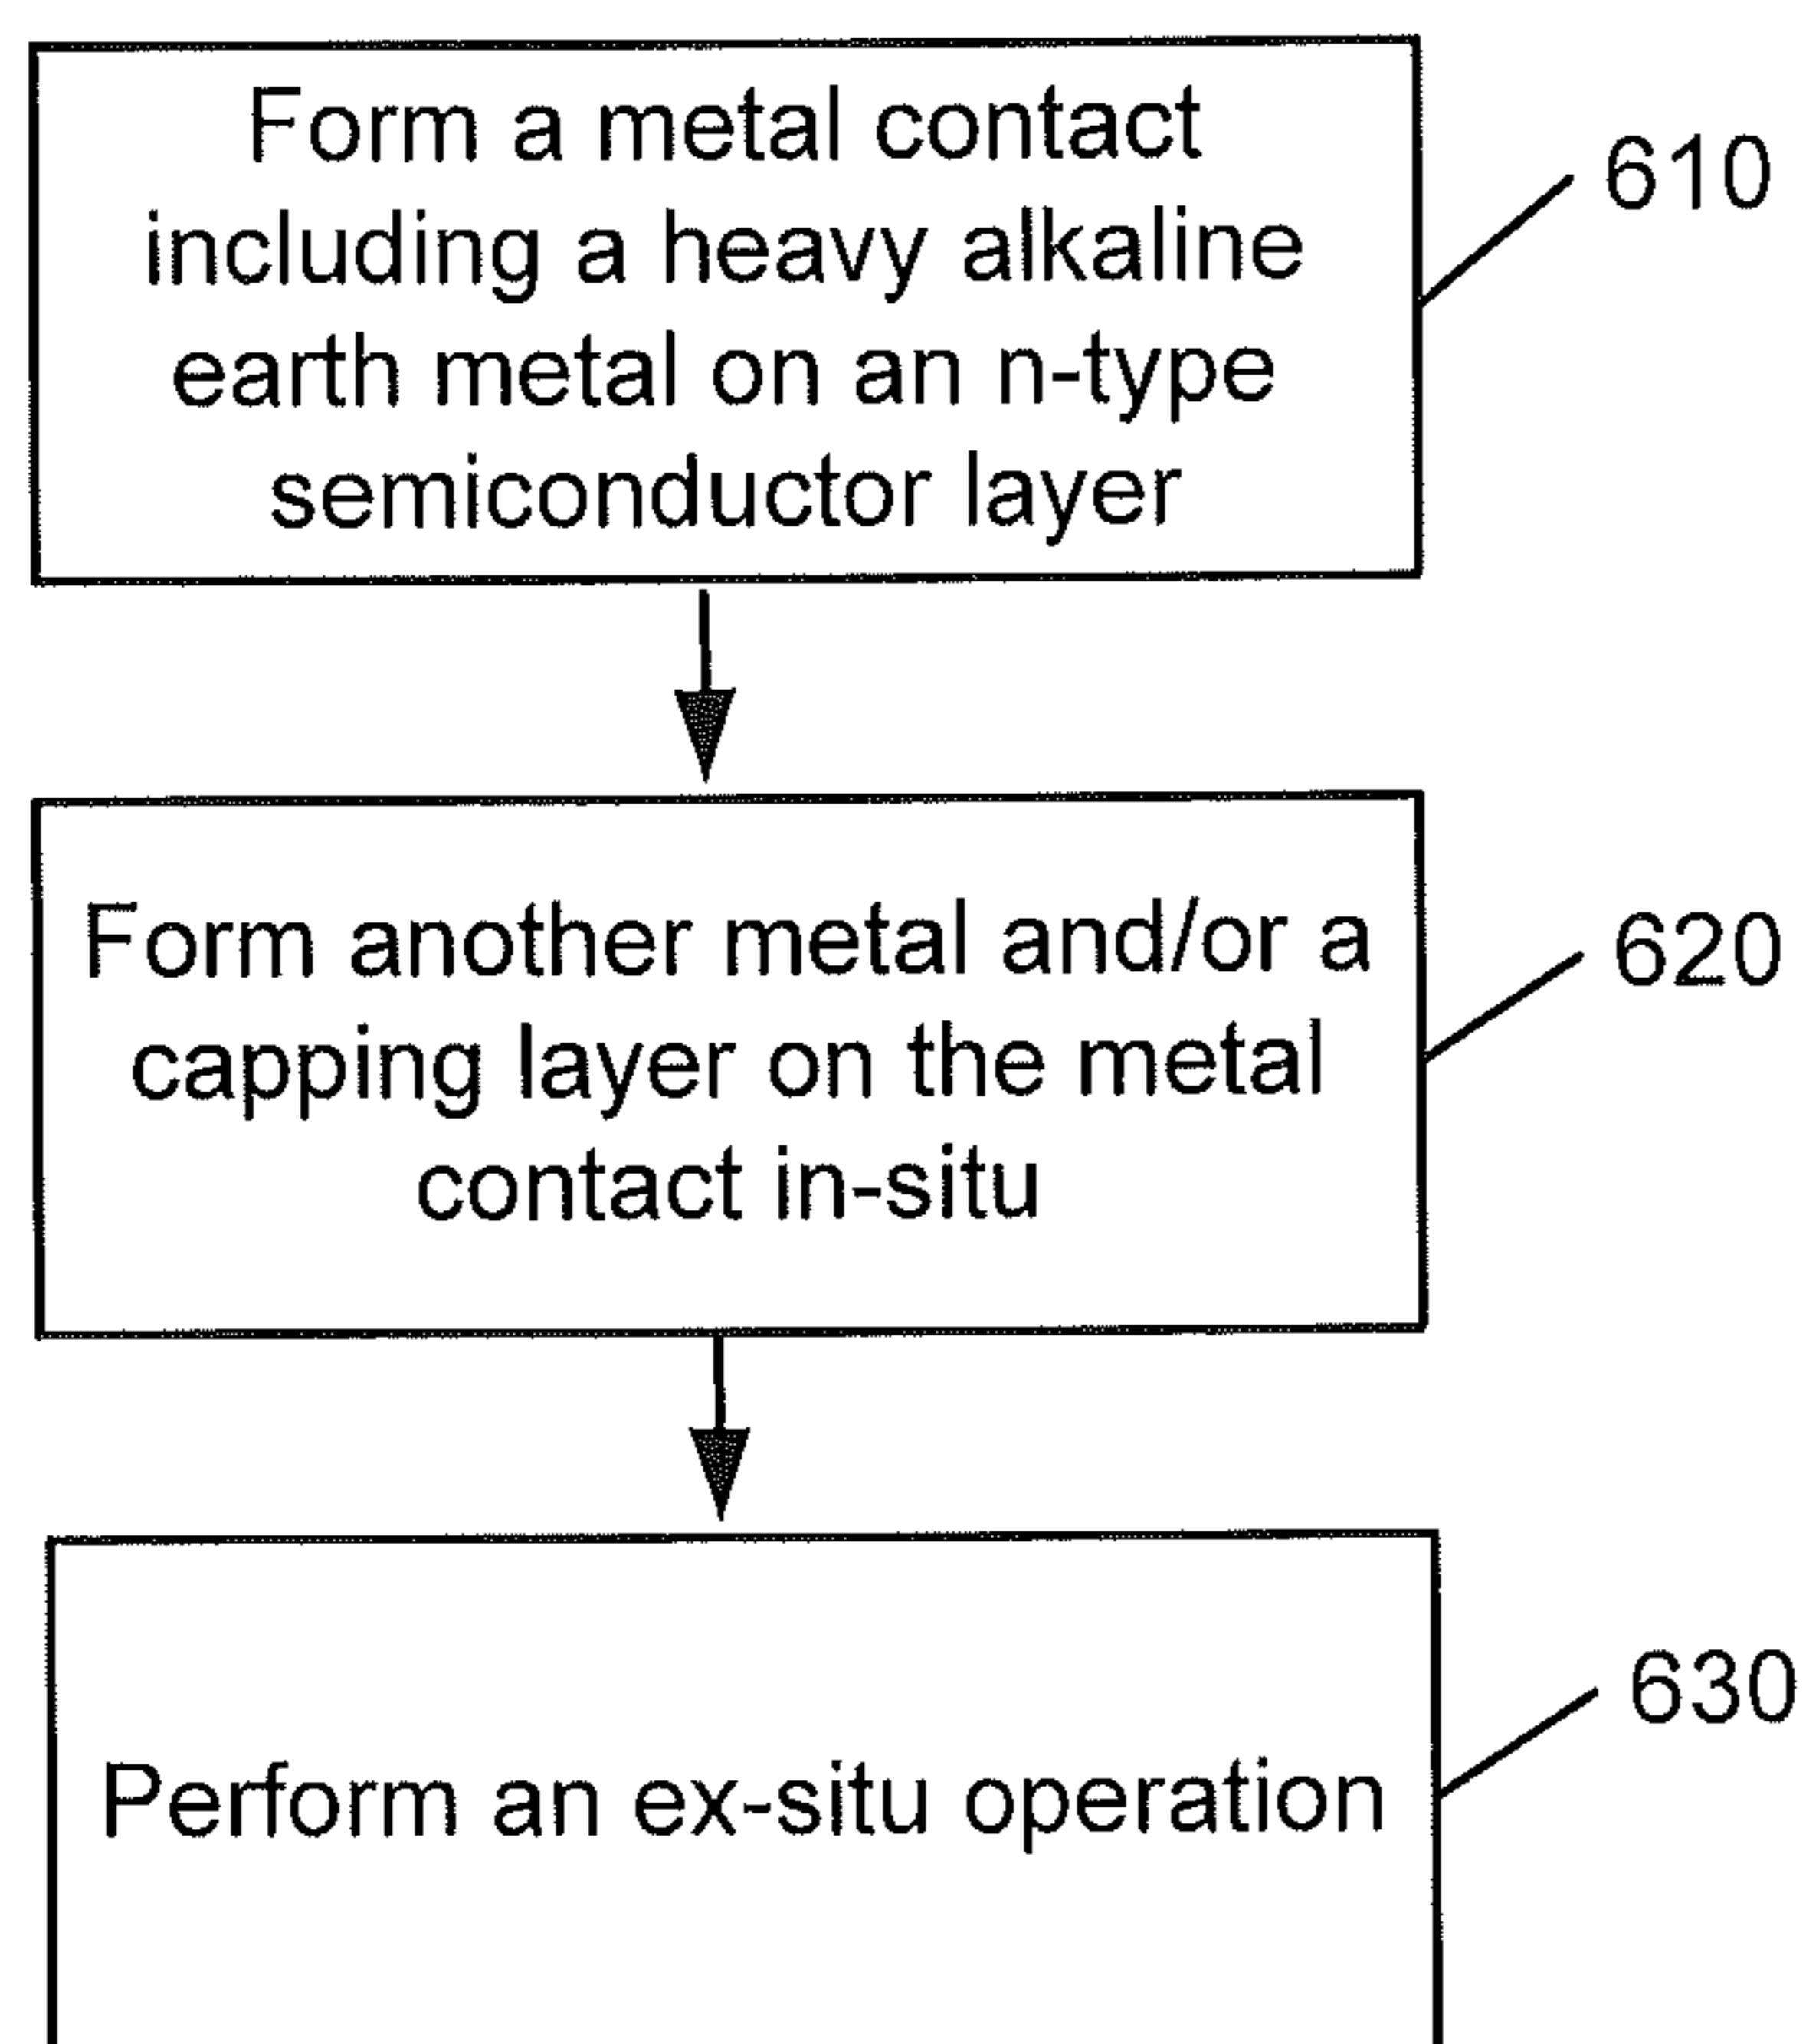 Form a metal contact
including a heavy alkaline
earth metal on an n-type
semiconductor layer
610
Form another metal and/or a
capping layer on the metal
contact in-situ
620
Perform an ex-situ operation
630